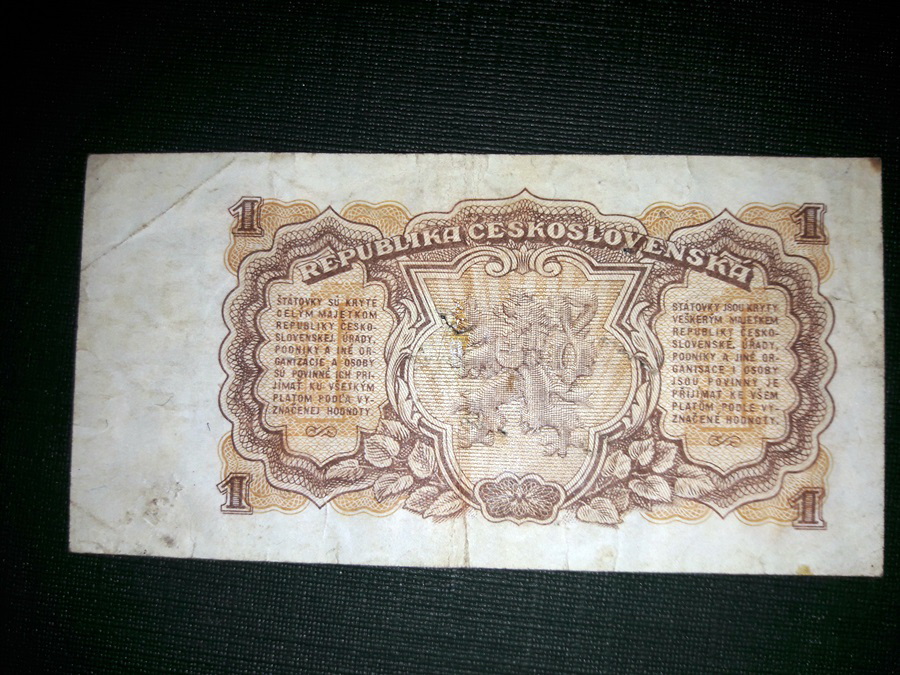 1 1
REPUBLIKA ČESKOSLOVENSKÁ
ŠTÁTOVKY SÚ KRYTÉ
CELÝM MAJETKOM
REPUBLIKY ČESKO-
SLOVENSKEJ. ÚRADY,
PODNIKY A INÉ OR-
GANIZÁCIE A OSOBY
SÚ POVINNÉ ICH PRI-
JÍMAŤ KU VŠETKÝM
PLATOM PODĽA VY-
ZNAČENEJ HODNOTY.
STÁTOVKY JSOU KRYTY
VEŠKERÝM MAJETKEM
REPUBLIKY ČESKO-
SLOVENSKÉ. ÚŘADY,
PODNIKY A JINÉ OR-
GANISACE I OSOBY
JSOU POVINNY JE
PŘIJÍMAT KE VŠEM
PLATŮM PODLE VY-
ZNAČENÉ HODNOTY.
1 1